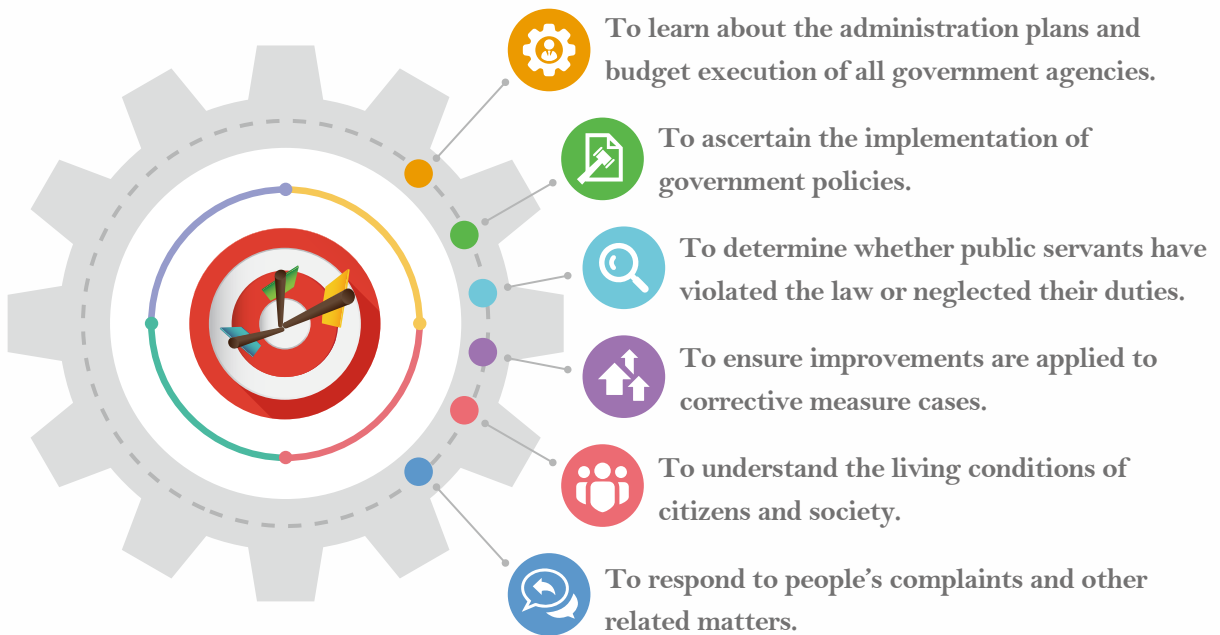 To learn about the administration plans and
budget execution of all government agencies.
To ascertain the implementation of
government policies.
To determine whether public servants have
violated the law or neglected their duties.
To ensure improvements are applied to
corrective measure cases.
To understand the living conditions of
citizens and society.
To respond to people’s complaints and other
related matters.